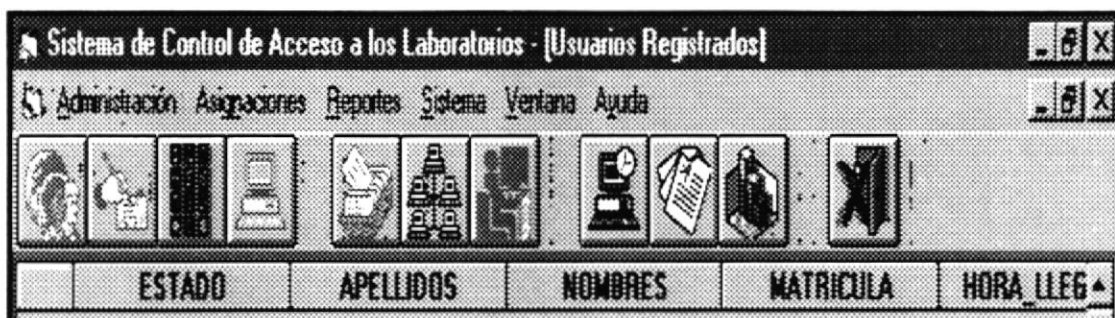 Sistema de Control de Acceso a los Laboratorios - [Usuarios Registrados]
Administración Asignaciones Reportes Sistema Ventana Ayuda
ESTADO APELLIDOS NOMBRES MATRICULA HORA_LLEG